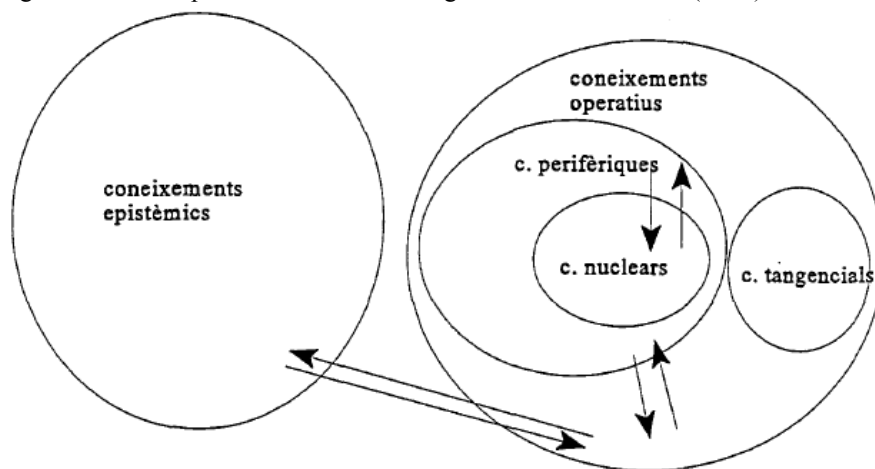 coneixements
operatius
c. perifèriques
coneixements
epistèmics
c. nuclears
c. tangencials